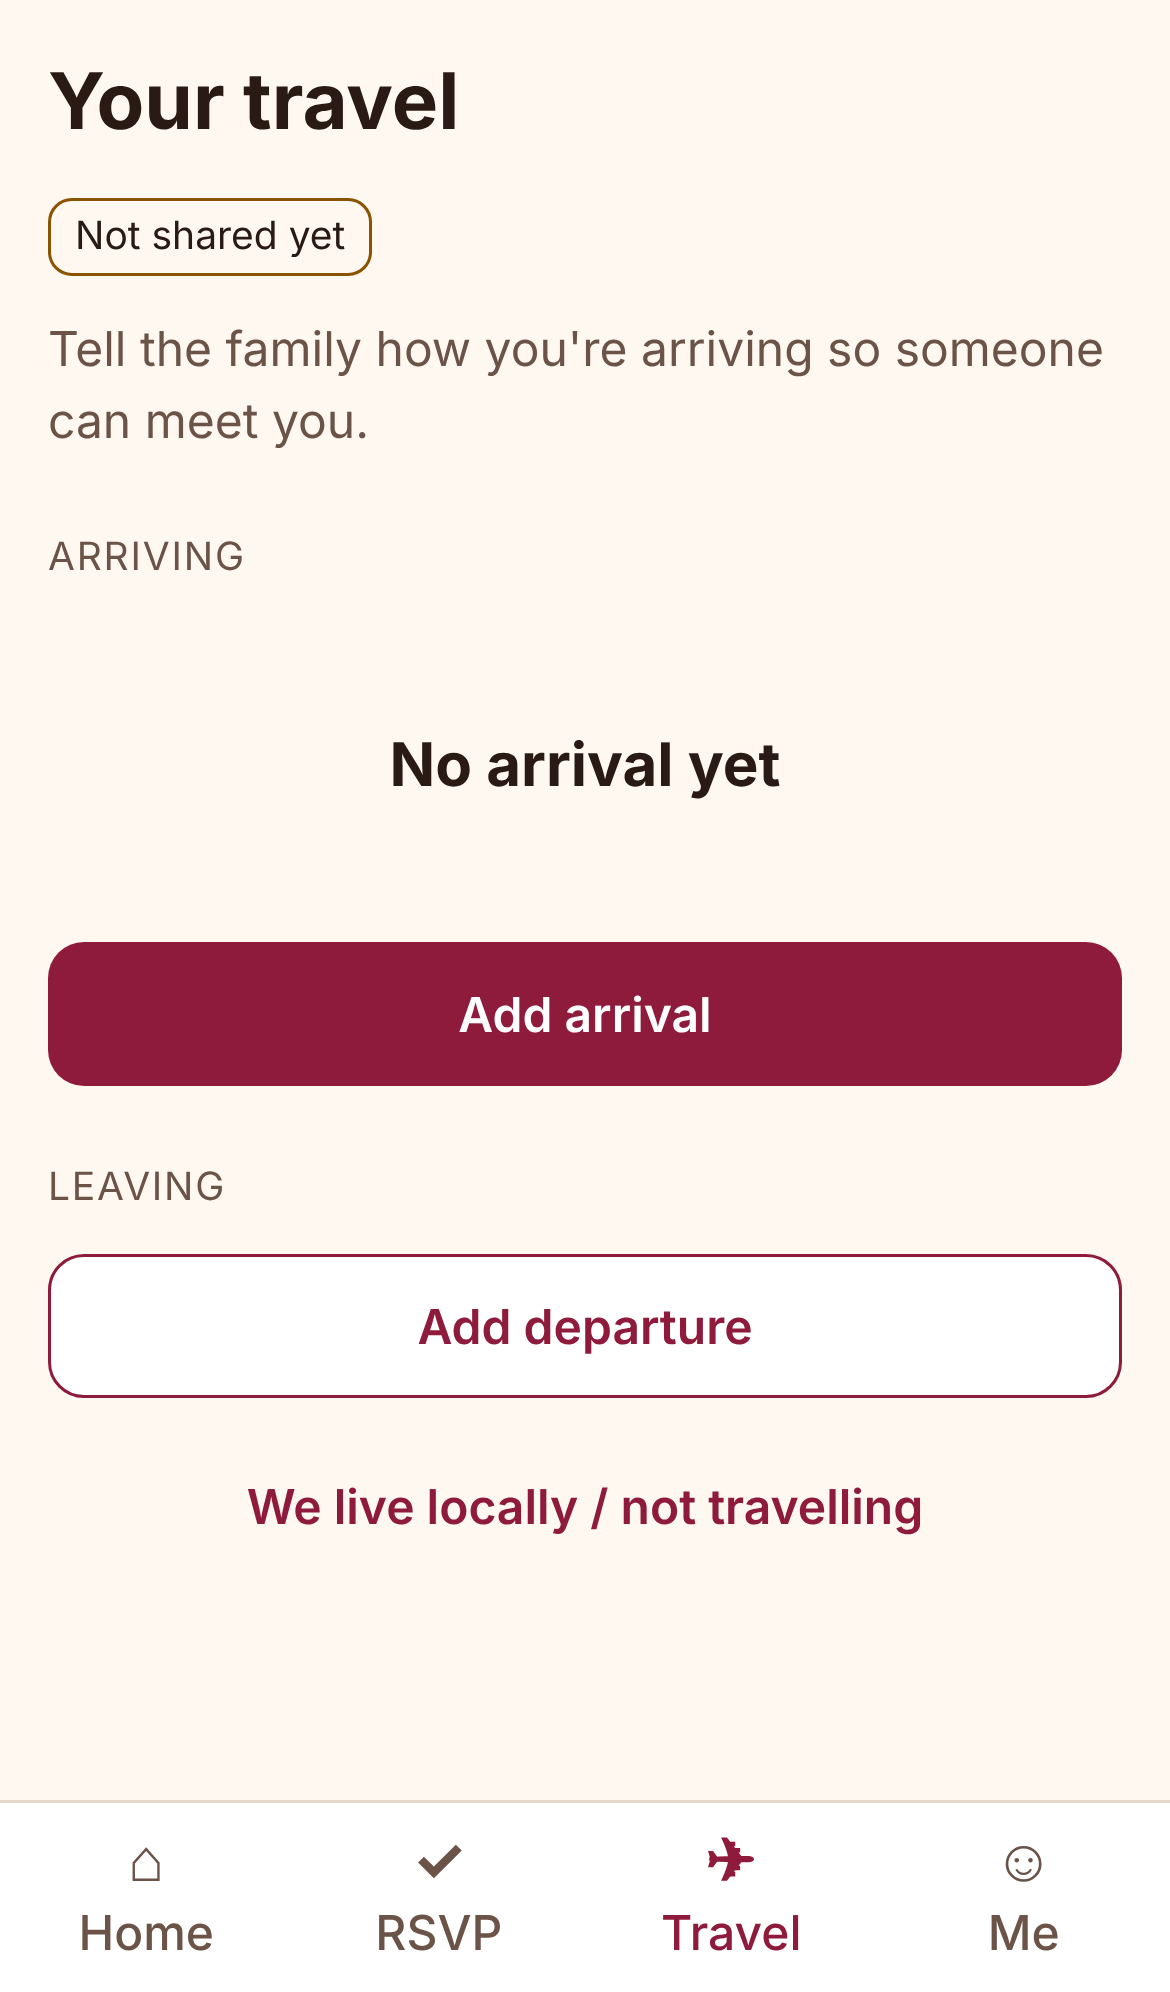 Your travel
Not shared yet
Tell the family how you're arriving so someone
can meet you.
ARRIVING
No arrival yet
Add arrival
LEAVING
Add departure
We live locally / not travelling
Home
RSVP
Travel
Me